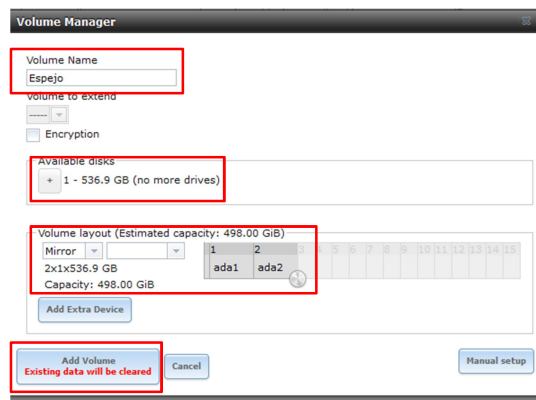 Volume Manager
Volume Name
Espejo
Volume to extend
-----
Encryption
Available disks
+ 1 - 536.9 GB (no more drives)
Volume layout (Estimated capacity: 498.00 GiB)
Mirror 1 2 3 4 5 6 7 8 9 10 11 12 13 14 15
2x1x536.9 GB ada1 ada2
Capacity: 498.00 GiB
Add Extra Device
Add Volume
Existing data will be cleared
Cancel
Manual setup